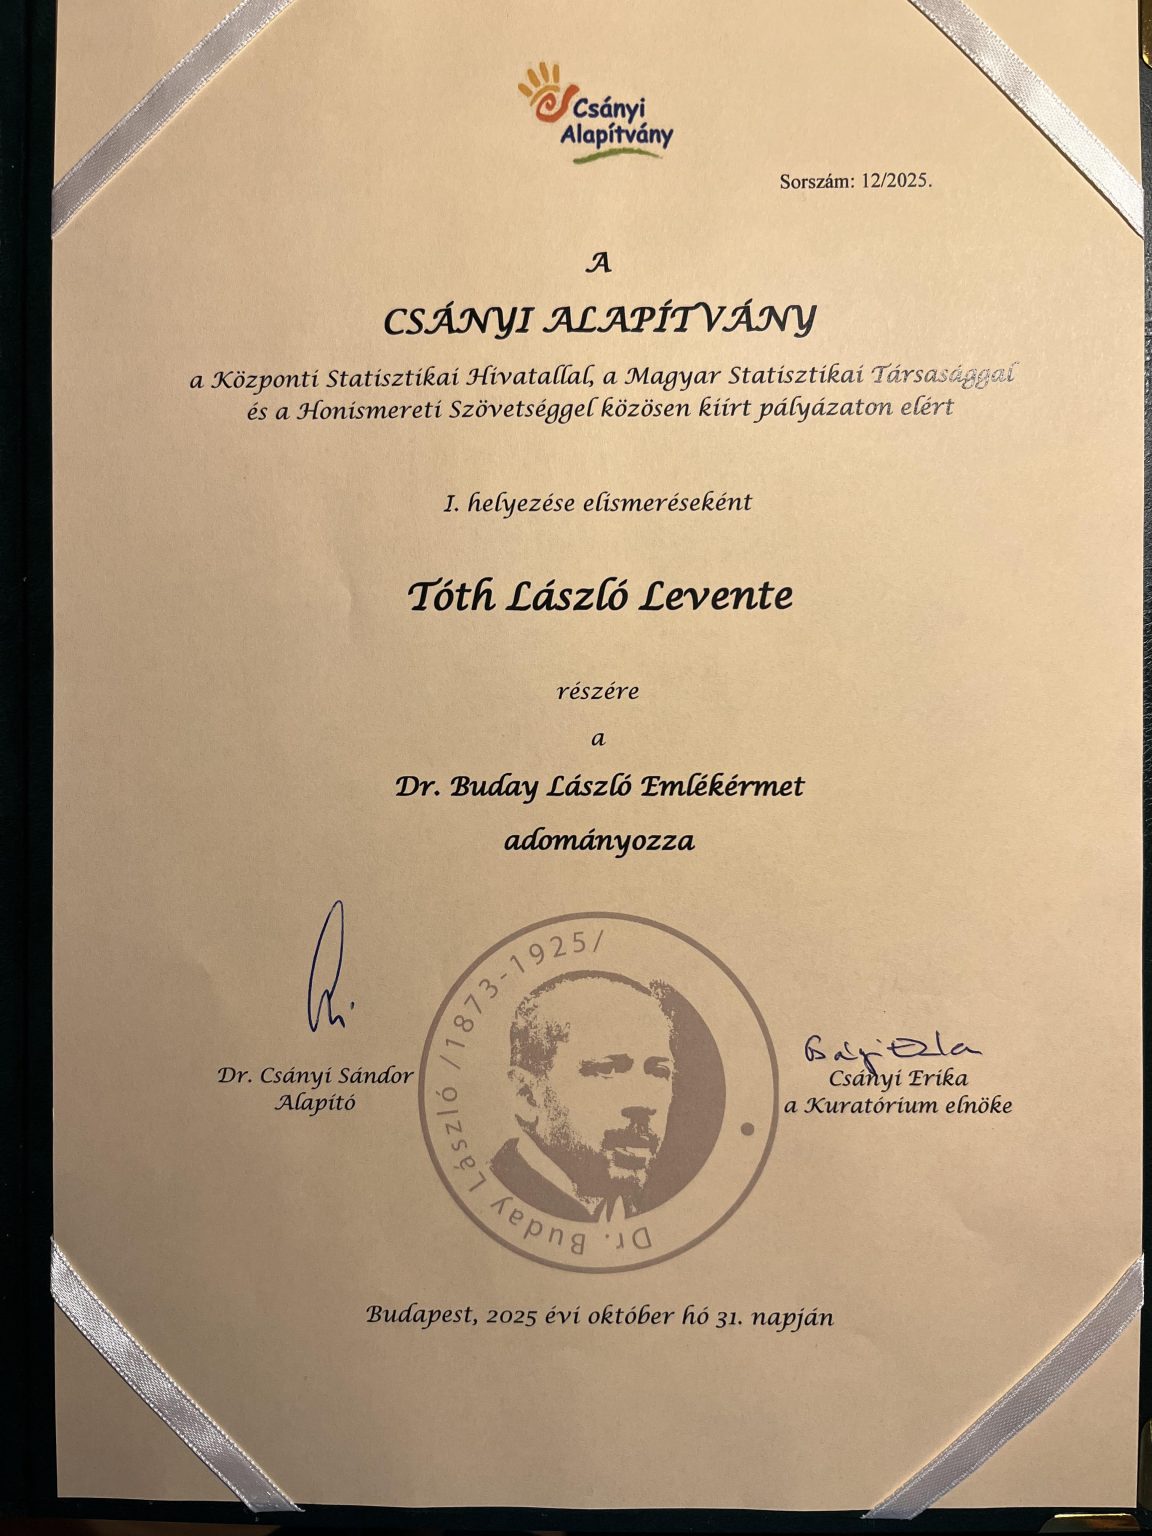 Csányi
Alapítvány
Sorszám: 12/2025.
A
CSÁNYI ALAPÍTVÁNY
a Központi Statisztikai Hivatallal, a Magyar Statisztikai Társasággal
és a Honismereti Szövetséggel közösen kiírt pályázaton elért
I. helyezése elismeréseként
Tóth László Levente
részére
a
Dr. Buday László Emlékérmet
adományozza
Dr. Buday László /1873-1925/
Dr. Csányi Sándor
Alapító
Csányi Erika
a Kuratórium elnöke
Budapest, 2025 évi október hó 31. napján